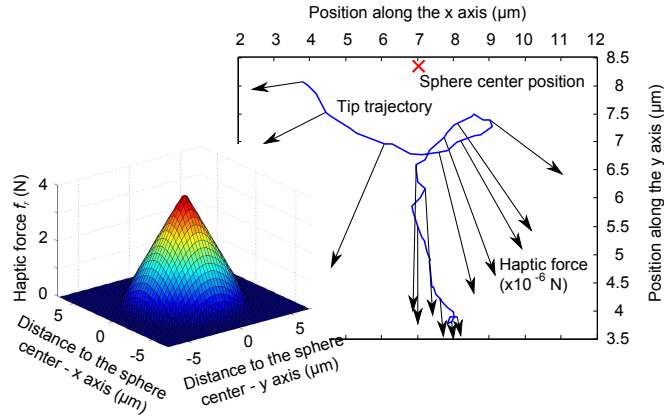 Position along the x axis (μm)
2 3 4 5 6 7 8 9 10 11 12
8.5
8
7.5
7
6.5
6
5.5
5
4.5
4
3.5
Position along the y axis (μm)
Sphere center position
Tip trajectory
Haptic force
(x10⁻⁶ N)
Haptic force fᵣ (N)
4
2
0
5
0
-5
Distance to the sphere
center - x axis (μm)
-5
0
5
Distance to the sphere
center - y axis (μm)